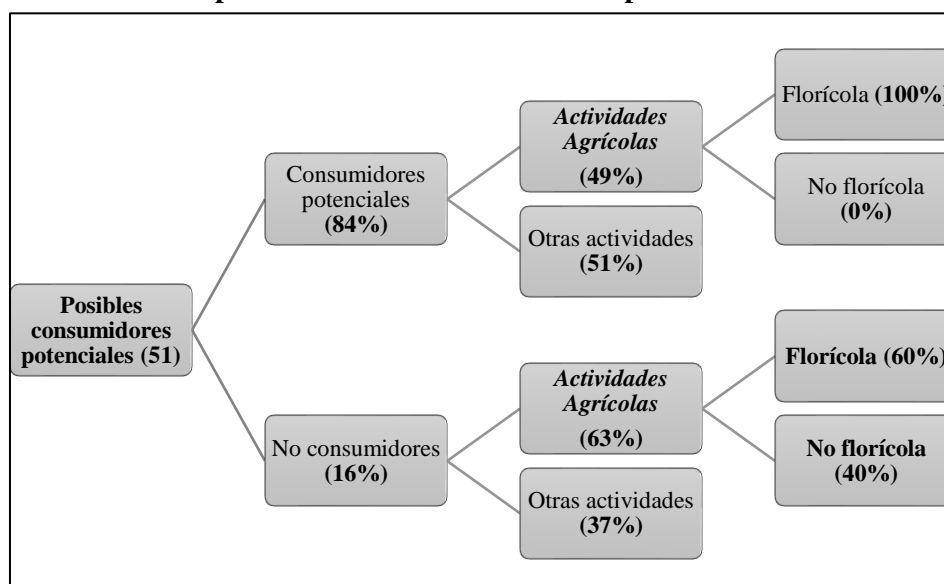 Posibles
consumidores
potenciales (51)
Consumidores
potenciales
(84%)
Actividades
Agrícolas
(49%)
Florícola (100%)
No florícola
(0%)
Otras actividades
(51%)
No consumidores
(16%)
Actividades
Agrícolas
(63%)
Florícola (60%)
No florícola
(40%)
Otras actividades
(37%)